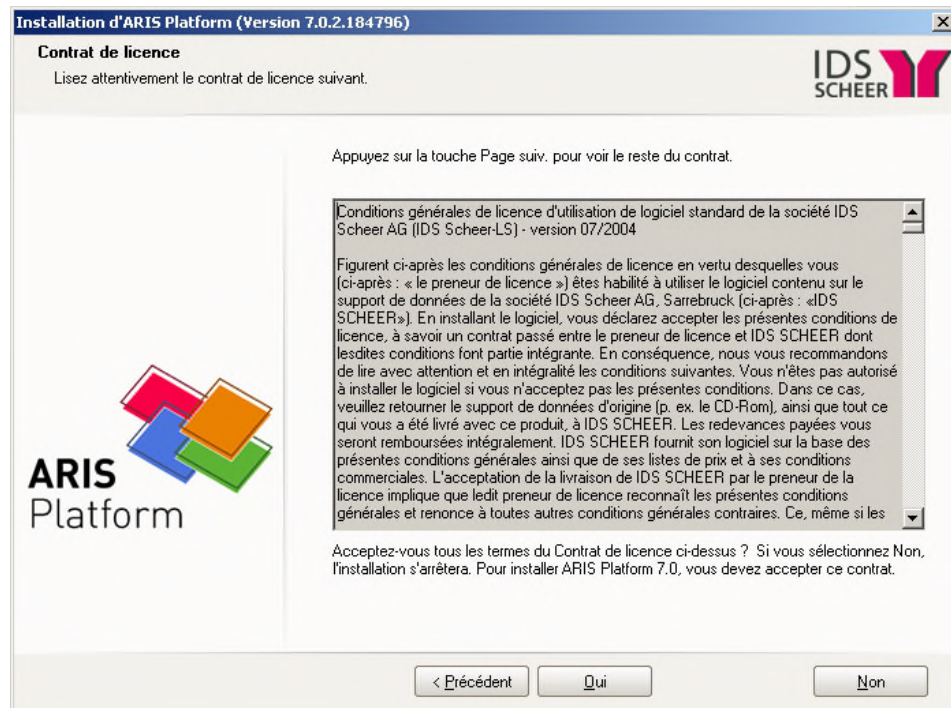 Installation d'ARIS Platform (Version 7.0.2.184796)
Contrat de licence
Lisez attentivement le contrat de licence suivant.
IDS
SCHEER
Appuyez sur la touche Page suiv. pour voir le reste du contrat.
Conditions générales de licence d'utilisation de logiciel standard de la société IDS
Scheer AG (IDS Scheer-LS) - version 07/2004
Figurent ci-après les conditions générales de licence en vertu desquelles vous
(ci-après : « le preneur de licence ») êtes habilité à utiliser le logiciel contenu sur le
support de données de la société IDS Scheer AG, Sarrebruck (ci-après : «IDS
SCHEER»). En installant le logiciel, vous déclarez accepter les présentes conditions de
licence, à savoir un contrat passé entre le preneur de licence et IDS SCHEER dont
lesdites conditions font partie intégrante. En conséquence, nous vous recommandons
de lire avec attention et en intégralité les conditions suivantes. Vous n'êtes pas autorisé
à installer le logiciel si vous n'acceptez pas les présentes conditions. Dans ce cas,
veuillez retourner le support de données d'origine (p. ex. le CD-Rom), ainsi que tout ce
qui vous a été livré avec ce produit, à IDS SCHEER. Les redevances payées vous
seront remboursées intégralement. IDS SCHEER fournit son logiciel sur la base des
présentes conditions générales ainsi que de ses listes de prix et à ses conditions
commerciales. L'acceptation de la livraison de IDS SCHEER par le preneur de la
licence implique que ledit preneur de licence reconnaît les présentes conditions
générales et renonce à toutes autres conditions générales contraires. Ce, même si les
ARIS
Platform
Acceptez-vous tous les termes du Contrat de licence ci-dessus ? Si vous sélectionnez Non,
l'installation s'arrêtera. Pour installer ARIS Platform 7.0, vous devez accepter ce contrat.
< Précédent
Oui
Non